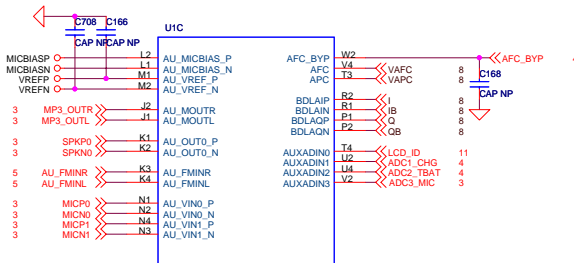 C708 C166
CAP NP CAP NP
U1C
MICBIASP L2 AU_MICBIAS_P
MICBIASN L1 AU_MICBIAS_N
VREFP M1 AU_VREF_P
VREFN M2 AU_VREF_N
3 MP3_OUTR J2 AU_MOUTR
3 MP3_OUTL J1 AU_MOUTL
3 SPKP0 K1 AU_OUT0_P
3 SPKN0 K2 AU_OUT0_N
5 AU_FMINR K3 AU_FMINR
5 AU_FMINL K4 AU_FMINL
3 MICP0 N1 AU_VIN0_P
3 MICN0 N2 AU_VIN0_N
3 MICP1 N4 AU_VIN1_P
3 MICN1 N3 AU_VIN1_N
AFC_BYP W2 AFC_BYP
AFC V4 VAFC 8
APC T3 VAPC 8
C168
CAP NP
BDLAIP R2 I 8
BDLAIN R1 IB 8
BDLAQP P1 Q 8
BDLAQN P2 QB 8
AUXADIN0 T4 LCD_ID 11
AUXADIN1 U2 ADC1_CHG 4
AUXADIN2 U4 ADC2_TBAT 4
AUXADIN3 V2 ADC3_MIC 3